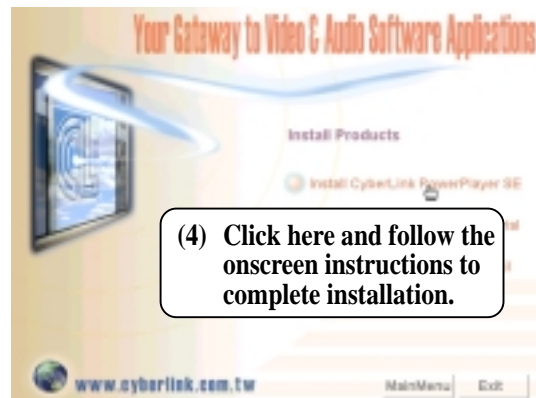 Your Gateway to Video & Audio Software Applications
Install Products
Install CyberLink PowerPlayer SE
(4) Click here and follow the
onscreen instructions to
complete installation.
www.cyberlink.com.tw
MainMenu
Exit